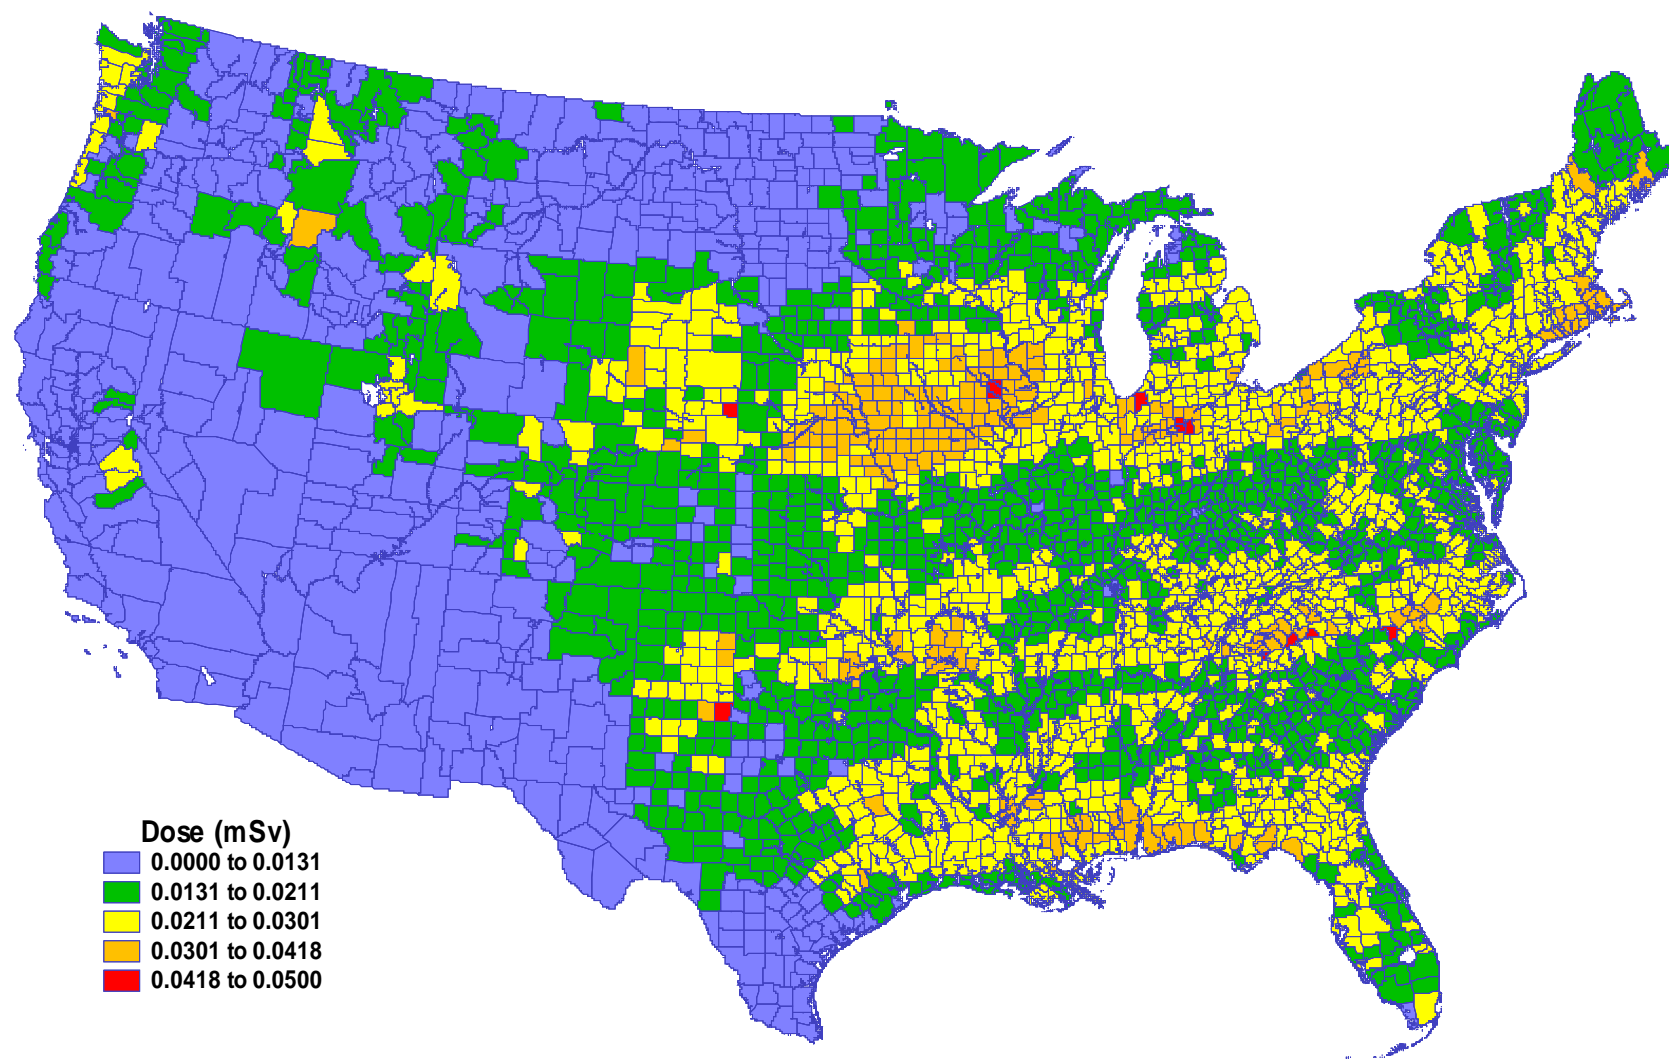 Dose (mSv)
0.0000 to 0.0131
0.0131 to 0.0211
0.0211 to 0.0301
0.0301 to 0.0418
0.0418 to 0.0500